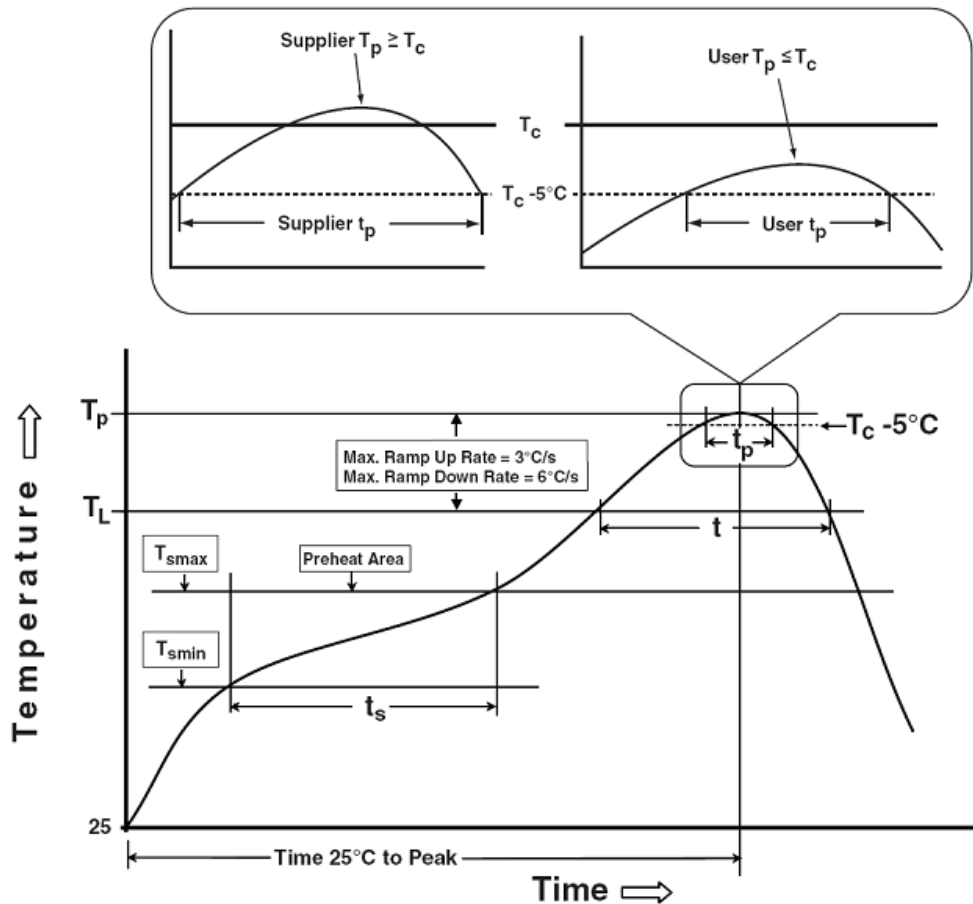 Supplier Tp ≥ Tc
User Tp ≤ Tc
Tc
Tc -5°C
Supplier tp
User tp
Tp
Tc -5°C
tp
Max. Ramp Up Rate = 3°C/s
Max. Ramp Down Rate = 6°C/s
TL
t
Tsmax
Preheat Area
Tsmin
ts
Temperature
25
Time 25°C to Peak
Time